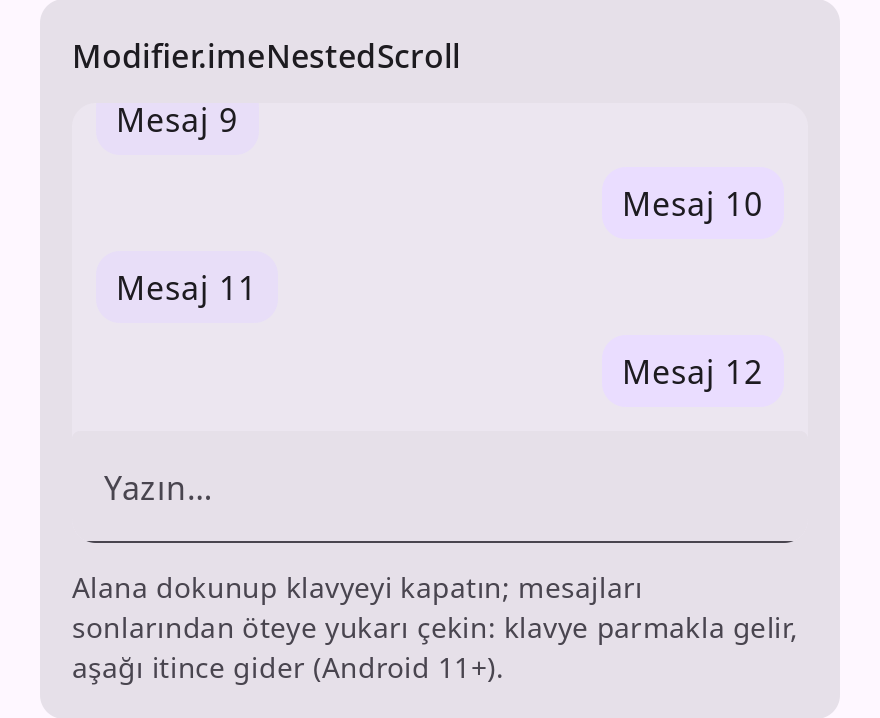 Modifier.imeNestedScroll
Mesaj 9
Mesaj 10
Mesaj 11
Mesaj 12
Yazın…
Alana dokunup klavyeyi kapatın; mesajları
sonlarından öteye yukarı çekin: klavye parmakla gelir,
aşağı itince gider (Android 11+).